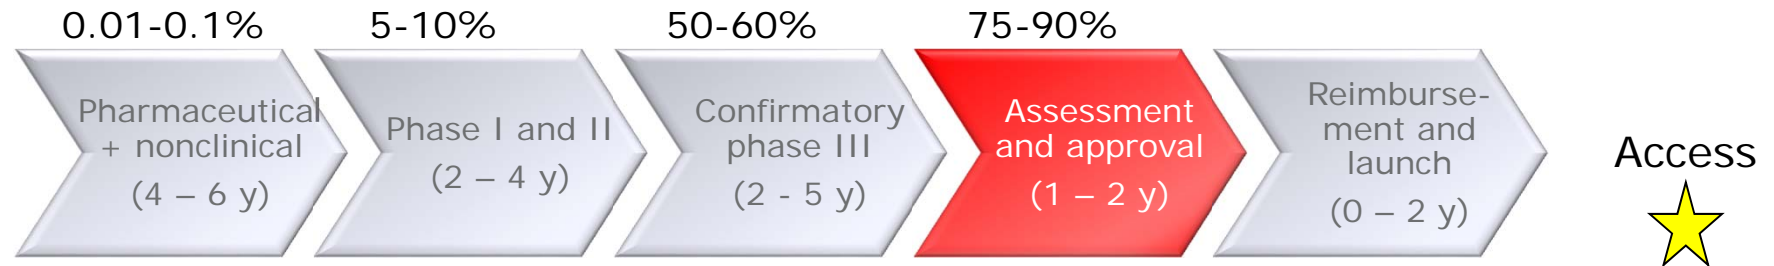 0.01-0.1%
5-10%
50-60%
75-90%
Pharmaceutical
+ nonclinical
(4 – 6 y)
Phase I and II
(2 – 4 y)
Confirmatory
phase III
(2 - 5 y)
Assessment
and approval
(1 – 2 y)
Reimburse-
ment and
launch
(0 – 2 y)
Access